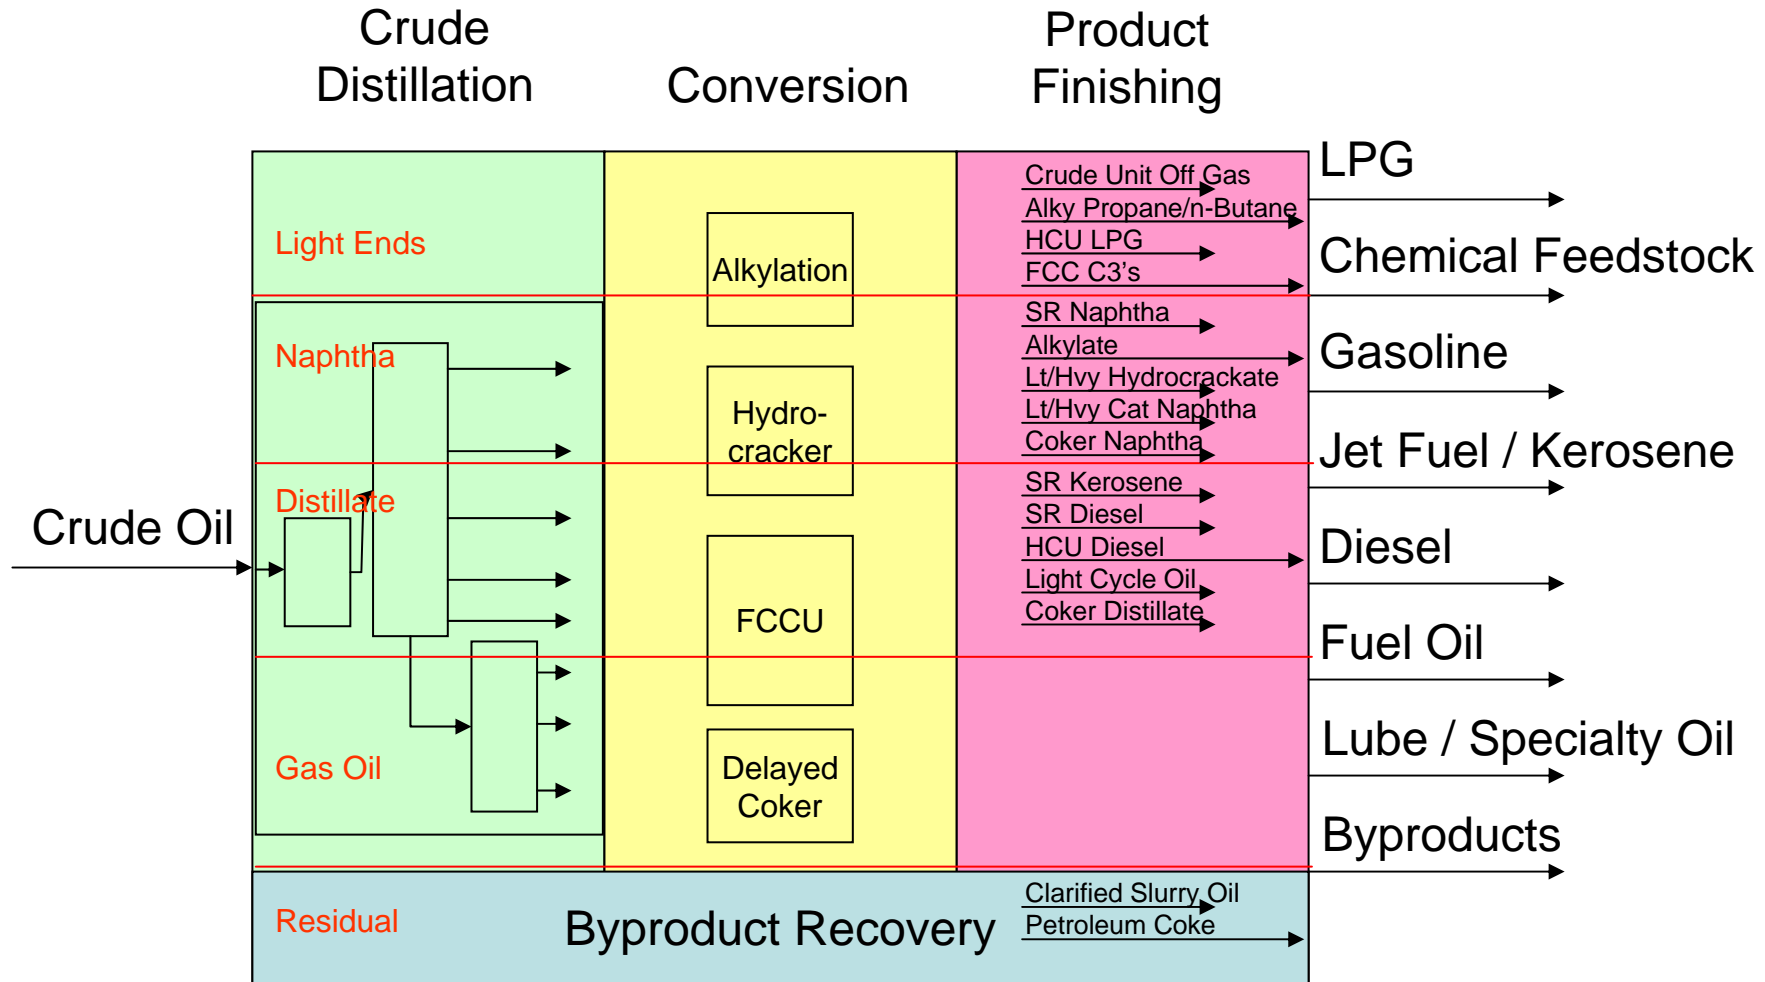 Crude
Distillation
Conversion
Product
Finishing
Crude Oil
Light Ends
Naphtha
Distillate
Gas Oil
Residual
Alkylation
Hydro-
cracker
FCCU
Delayed
Coker
Byproduct Recovery
Crude Unit Off Gas
Alky Propane/n-Butane
HCU LPG
FCC C3’s
SR Naphtha
Alkylate
Lt/Hvy Hydrocrackate
Lt/Hvy Cat Naphtha
Coker Naphtha
SR Kerosene
SR Diesel
HCU Diesel
Light Cycle Oil
Coker Distillate
Clarified Slurry Oil
Petroleum Coke
LPG
Chemical Feedstock
Gasoline
Jet Fuel / Kerosene
Diesel
Fuel Oil
Lube / Specialty Oil
Byproducts